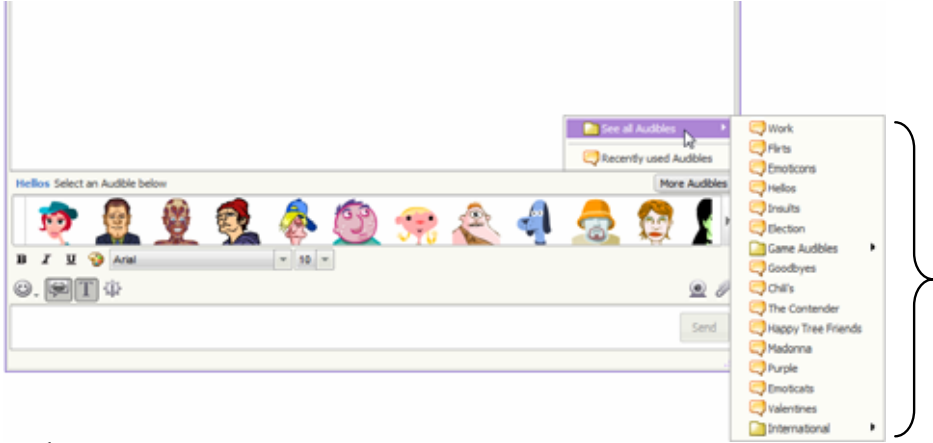 See all Audibles
Recently used Audibles
Hellos Select an Audible below
More Audibles
B I U Arial 10
T
Send
Work
Flirts
Emoticons
Hellos
Insults
Election
Game Audibles
Goodbyes
Chili's
The Contender
Happy Tree Friends
Madonna
Purple
Emoticats
Valentines
International